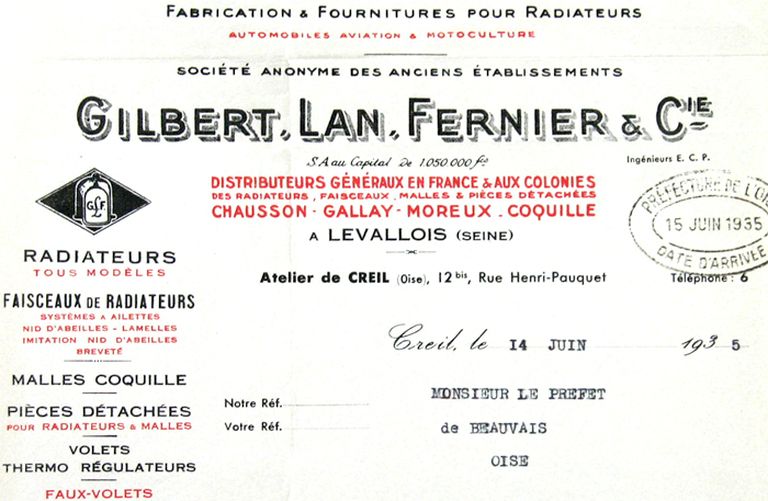 FABRICATION & FOURNITURES POUR RADIATEURS
AUTOMOBILES AVIATION & MOTOCULTURE
SOCIÉTÉ ANONYME DES ANCIENS ÉTABLISSEMENTS
GILBERT, LAN, FERNIER & CIE
S.A au Capital De 1.050 000 frs
Ingénieurs E. C. P.
DISTRIBUTEURS GÉNÉRAUX EN FRANCE & AUX COLONIES
DES RADIATEURS, FAISCEAUX, MALLES & PIÈCES DÉTACHÉES
CHAUSSON - GALLAY - MOREUX . COQUILLE
A LEVALLOIS (SEINE)
PRÉFECTURE DE L'OI
15 JUIN 1935
DATE D'ARRIVÉE
Atelier de CREIL (Oise), 12 bis, Rue Henri-Pauquet
Téléphone : 6
GLF
RADIATEURS
TOUS MODÈLES
FAISCEAUX DE RADIATEURS
SYSTÈMES A AILETTES
NID D'ABEILLES - LAMELLES
IMITATION NID D'ABEILLES
BREVETÉ
MALLES COQUILLE
PIÈCES DÉTACHÉES
POUR RADIATEURS & MALLES
VOLETS
THERMO RÉGULATEURS
FAUX-VOLETS
Creil, le 14 JUIN 193 5
Notre Réf.
Votre Réf.
MONSIEUR LE PREFET
de BEAUVAIS
OISE